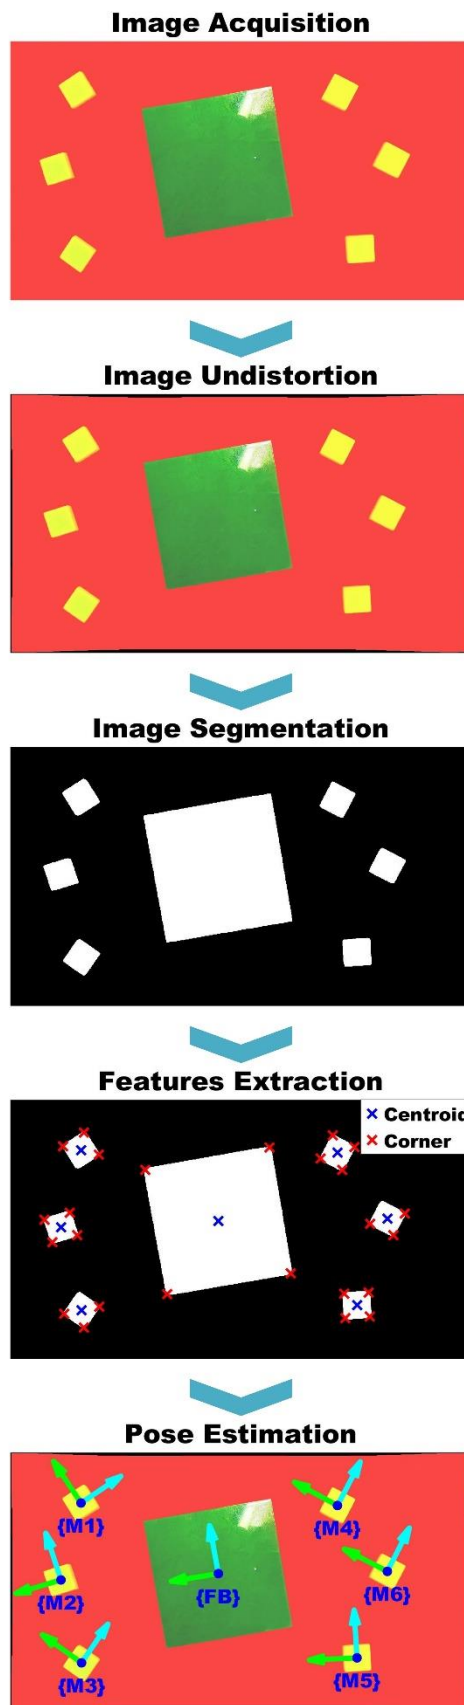 Image Acquisition
Image Undistortion
Image Segmentation
Features Extraction
× Centroid
× Corner
Pose Estimation
{M1}
{M4}
{M2}
{FB}
{M6}
{M3}
{M5}